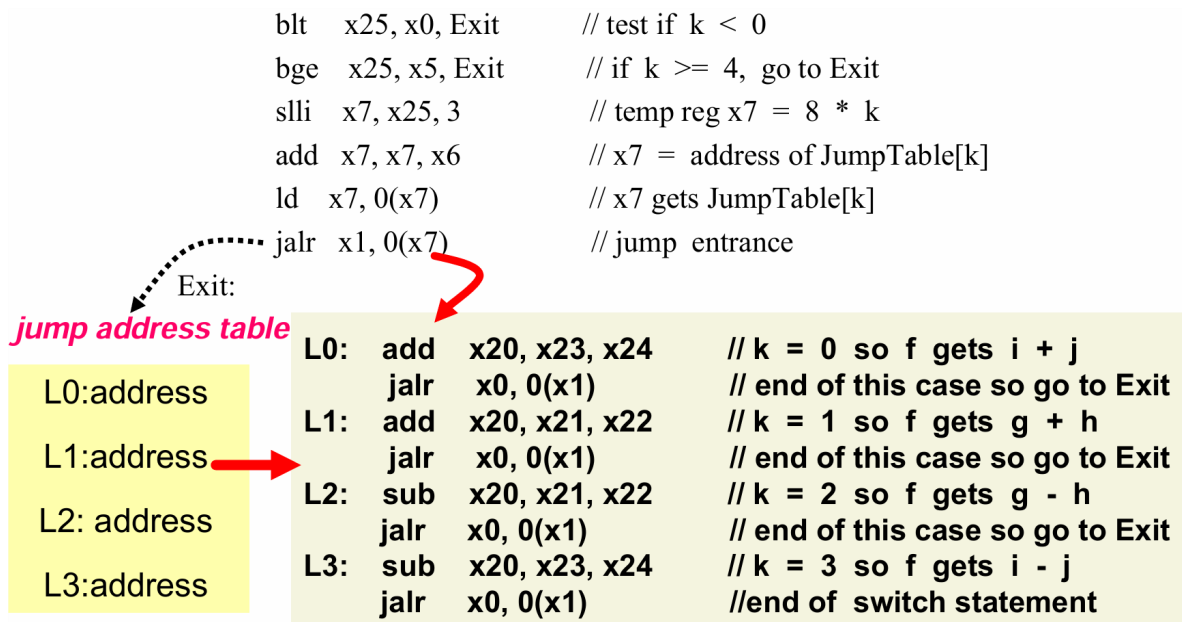 blt x25, x0, Exit // test if k < 0
bge x25, x5, Exit // if k >= 4, go to Exit
slli x7, x25, 3 // temp reg x7 = 8 * k
add x7, x7, x6 // x7 = address of JumpTable[k]
ld x7, 0(x7) // x7 gets JumpTable[k]
jalr x1, 0(x7) // jump entrance
Exit:
jump address table
L0:address
L1:address
L2: address
L3:address
L0: add x20, x23, x24 // k = 0 so f gets i + j
jalr x0, 0(x1) // end of this case so go to Exit
L1: add x20, x21, x22 // k = 1 so f gets g + h
jalr x0, 0(x1) // end of this case so go to Exit
L2: sub x20, x21, x22 // k = 2 so f gets g - h
jalr x0, 0(x1) // end of this case so go to Exit
L3: sub x20, x23, x24 // k = 3 so f gets i - j
jalr x0, 0(x1) //end of switch statement